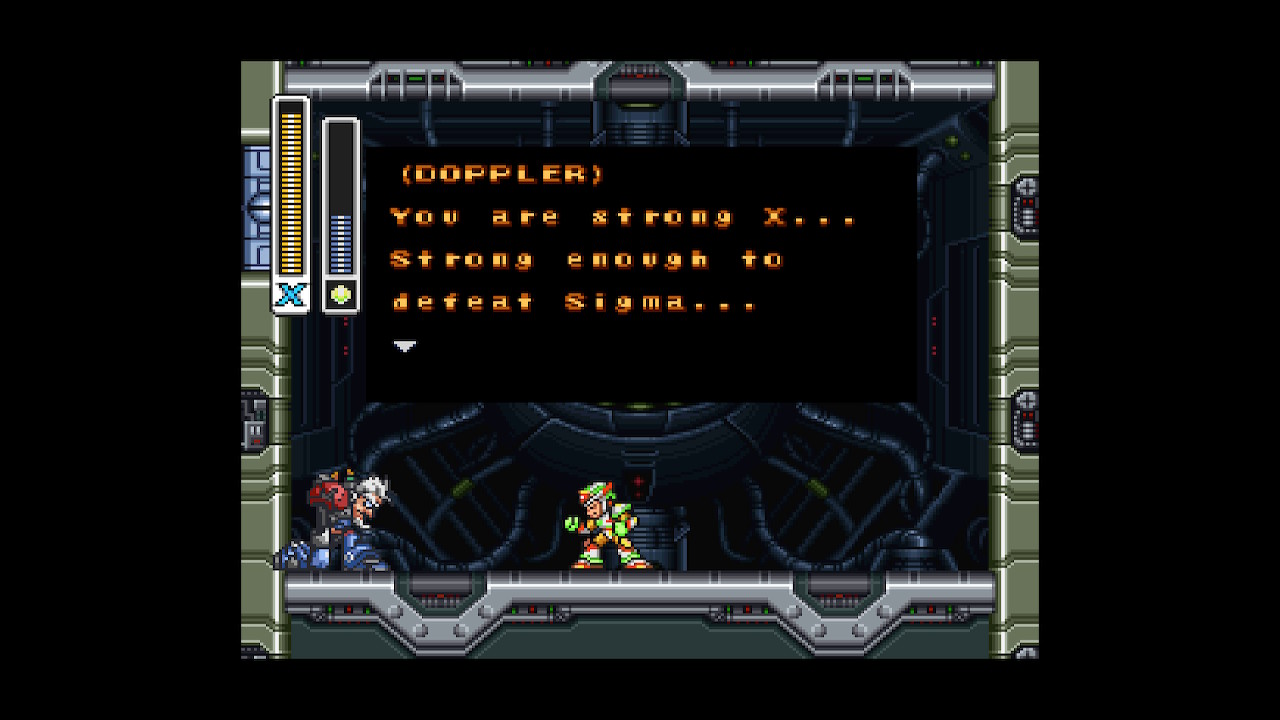 (DOPPLER)
You are strong X...
Strong enough to
defeat Sigma...
X